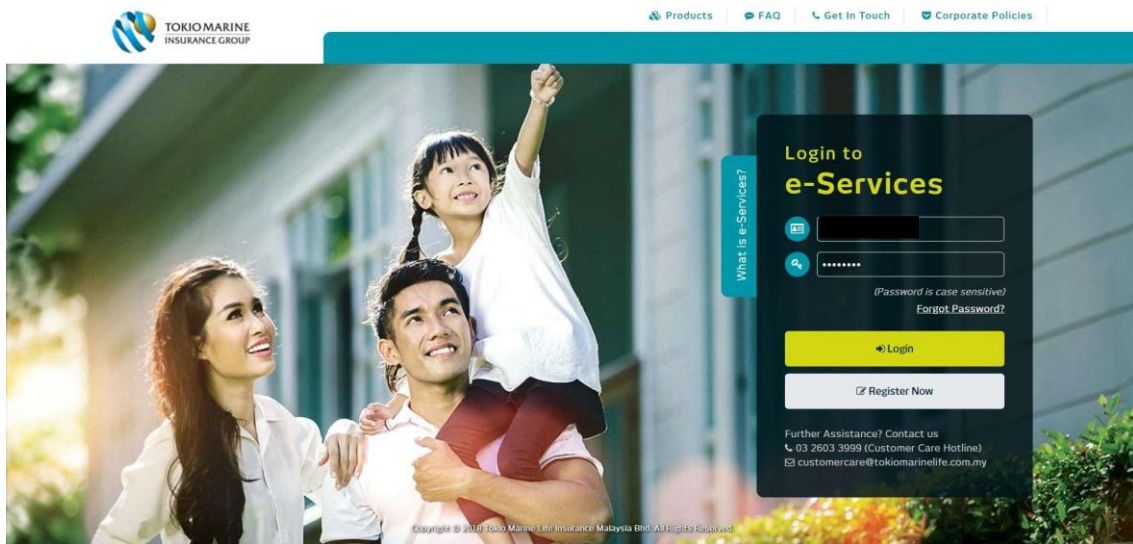 TOKIO MARINE
INSURANCE GROUP
Products
FAQ
Get In Touch
Corporate Policies
What is e-Services?
Login to
e-Services
••••••••
(Password is case sensitive)
Forgot Password?
Login
Register Now
Further Assistance? Contact us
03 2603 3999 (Customer Care Hotline)
customercare@tokiomarinelife.com.my
Copyright © 2018 Tokio Marine Life Insurance Malaysia Bhd. All Rights Reserved.